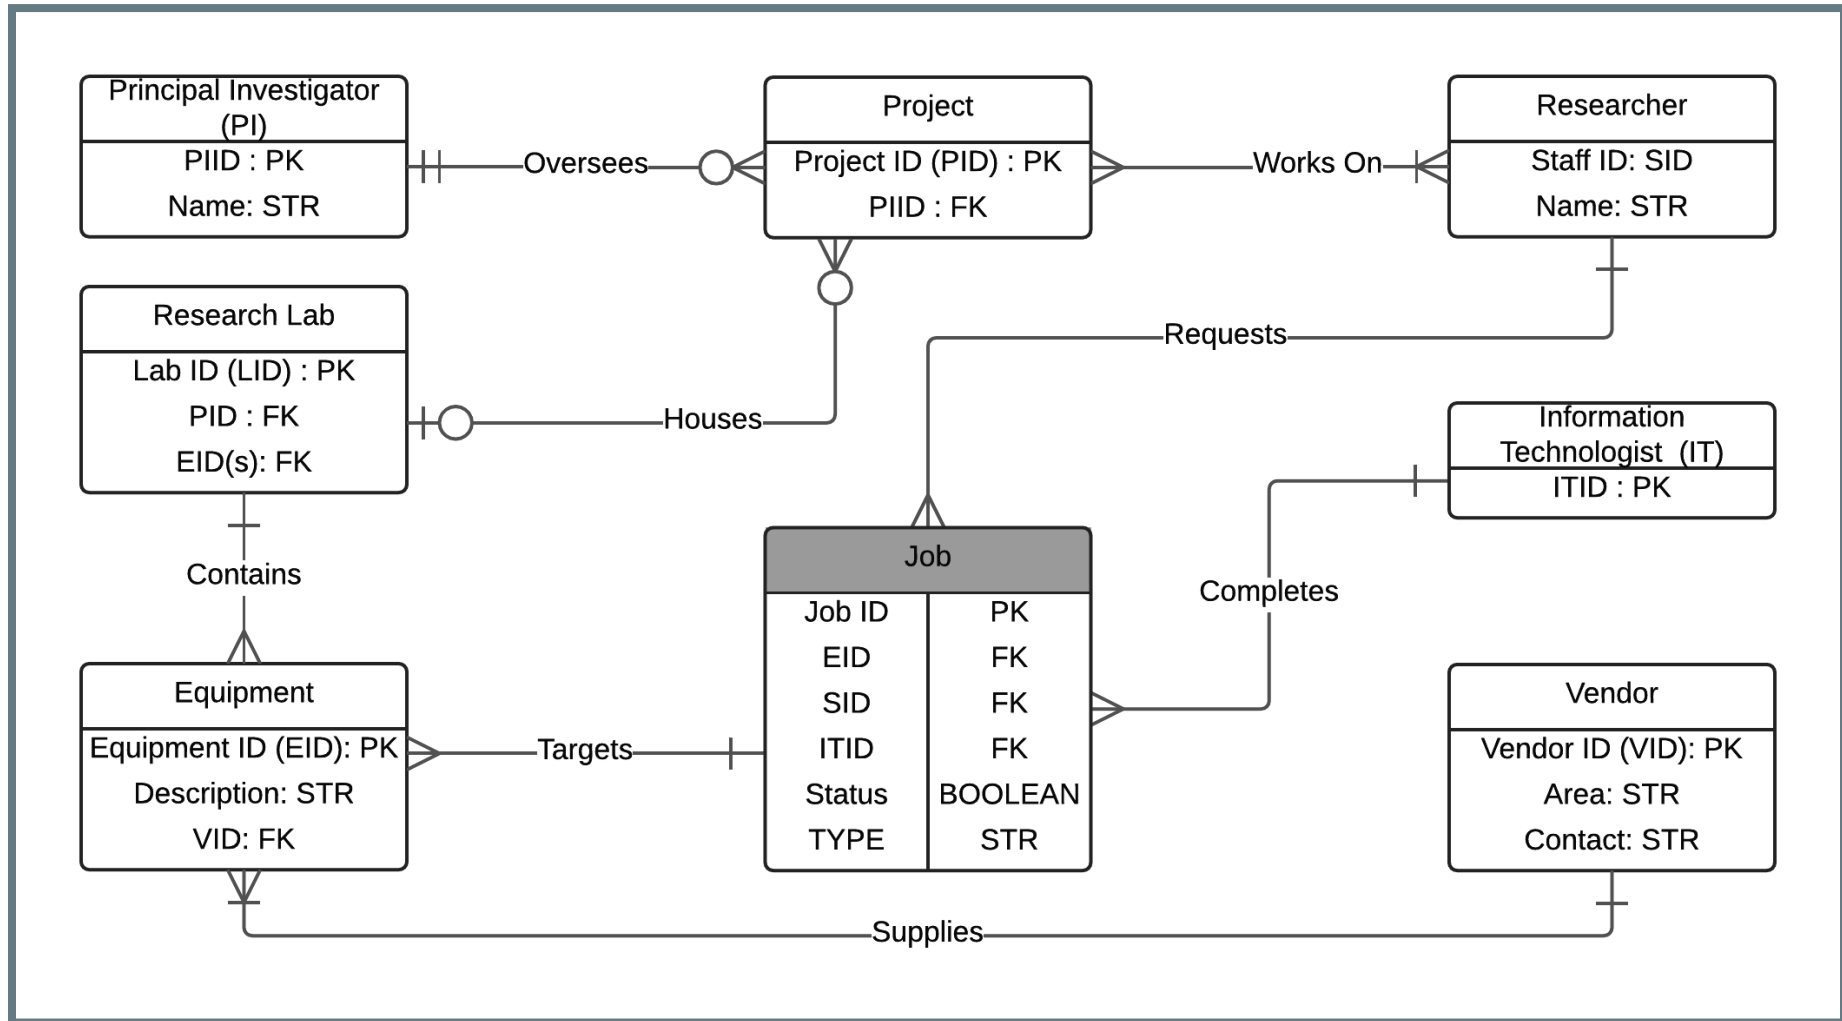 Principal Investigator
(PI)
PIID : PK
Name: STR
Oversees
Project
Project ID (PID) : PK
PIID : FK
Works On
Researcher
Staff ID: SID
Name: STR
Research Lab
Lab ID (LID) : PK
PID : FK
EID(s): FK
Houses
Requests
Information
Technologist (IT)
ITID : PK
Contains
Job
Job ID PK
EID FK
SID FK
ITID FK
Status BOOLEAN
TYPE STR
Completes
Equipment
Equipment ID (EID): PK
Description: STR
VID: FK
Targets
Vendor
Vendor ID (VID): PK
Area: STR
Contact: STR
Supplies